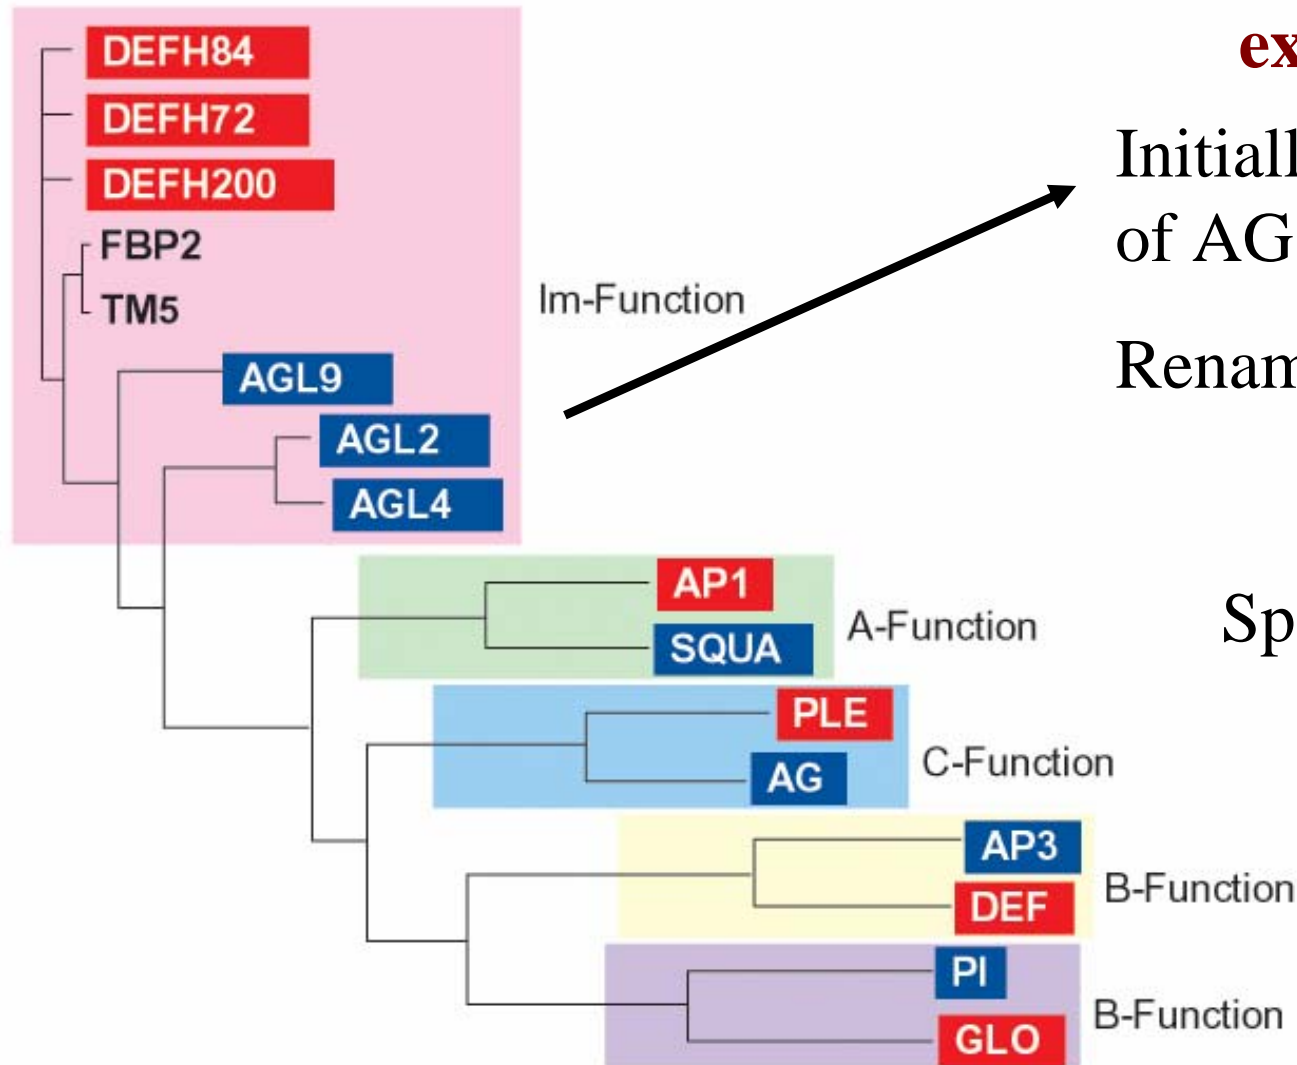 DEFH84
DEFH72
DEFH200
FBP2
TM5
AGL9
AGL2
AGL4
Im-Function
AP1
SQUA
A-Function
PLE
AG
C-Function
AP3
DEF
B-Function
PI
GLO
B-Function
ex
Initiall
of AG
Renam
Sp